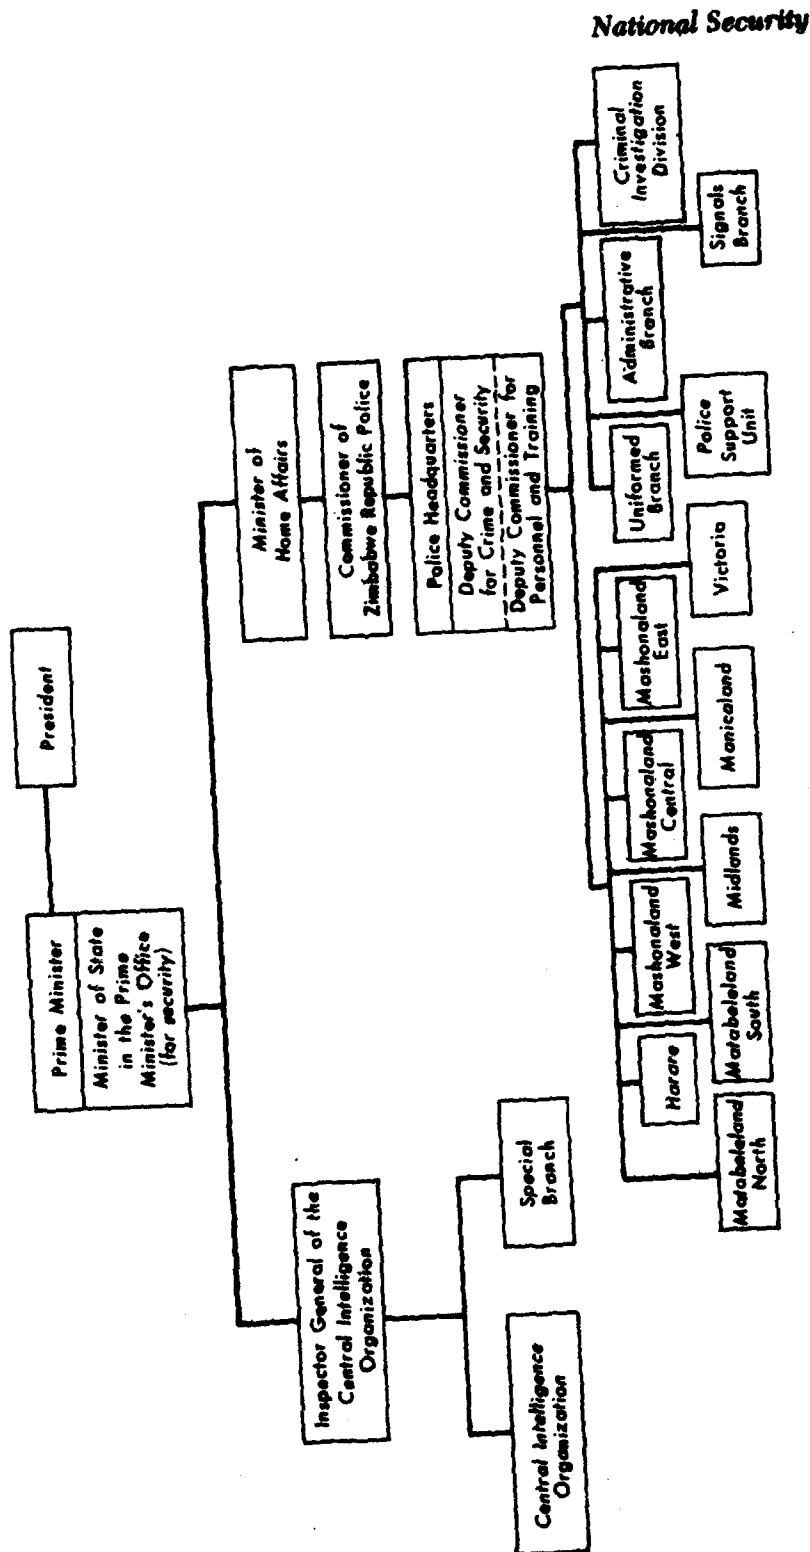 National Security
President
Prime Minister
Minister of State
in the Prime
Minister's Office
(for security)
Inspector General of the
Central Intelligence
Organization
Minister of
Home Affairs
Commissioner of
Zimbabwe Republic Police
Police Headquarters
Deputy Commissioner
for Crime and Security
Deputy Commissioner for
Personnel and Training
Central Intelligence
Organization
Special
Branch
Matabeleland
North
Harare
Matabeleland
South
Mashonaland
West
Midlands
Mashonaland
Central
Manicaland
Mashonaland
East
Victoria
Uniformed
Branch
Police
Support
Unit
Administrative
Branch
Signals
Branch
Criminal
Investigation
Division